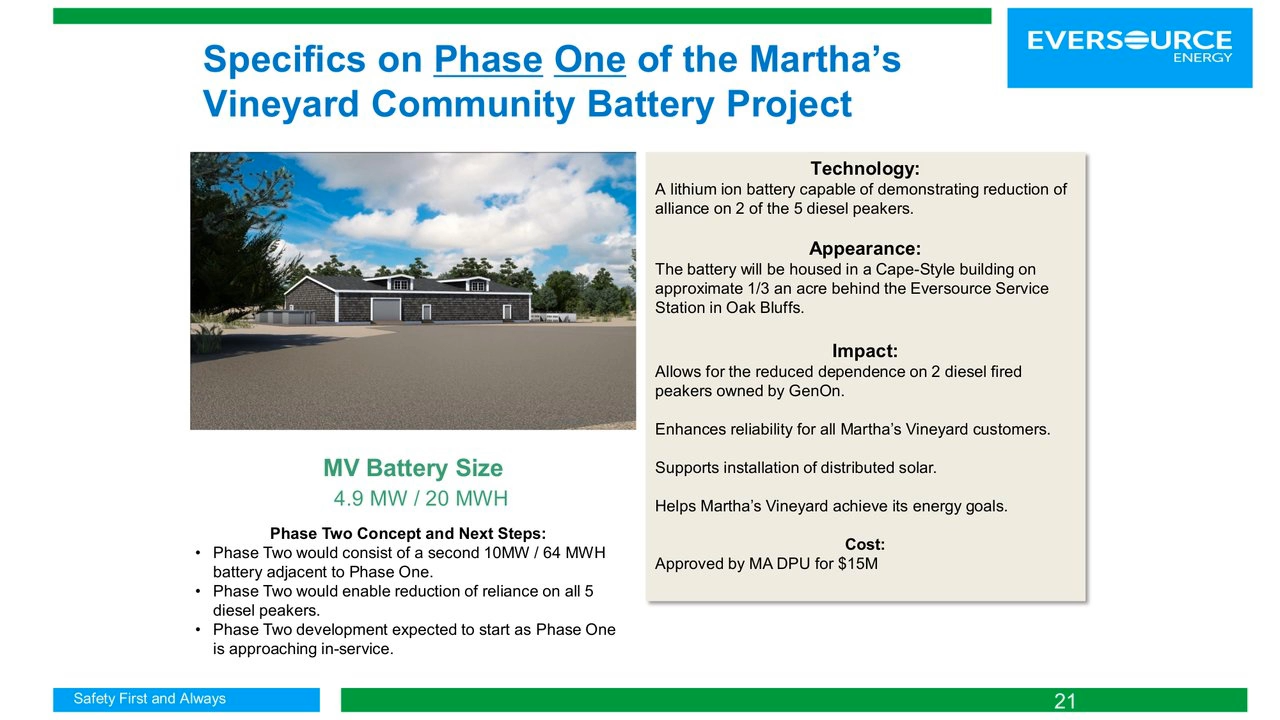 EVERSOURCE
ENERGY
Specifics on Phase One of the Martha’s
Vineyard Community Battery Project
Technology:
A lithium ion battery capable of demonstrating reduction of
alliance on 2 of the 5 diesel peakers.
Appearance:
The battery will be housed in a Cape-Style building on
approximate 1/3 an acre behind the Eversource Service
Station in Oak Bluffs.
Impact:
Allows for the reduced dependence on 2 diesel fired
peakers owned by GenOn.
Enhances reliability for all Martha’s Vineyard customers.
Supports installation of distributed solar.
Helps Martha’s Vineyard achieve its energy goals.
Cost:
Approved by MA DPU for $15M
MV Battery Size
4.9 MW / 20 MWH
Phase Two Concept and Next Steps:
• Phase Two would consist of a second 10MW / 64 MWH
battery adjacent to Phase One.
• Phase Two would enable reduction of reliance on all 5
diesel peakers.
• Phase Two development expected to start as Phase One
is approaching in-service.
Safety First and Always
21